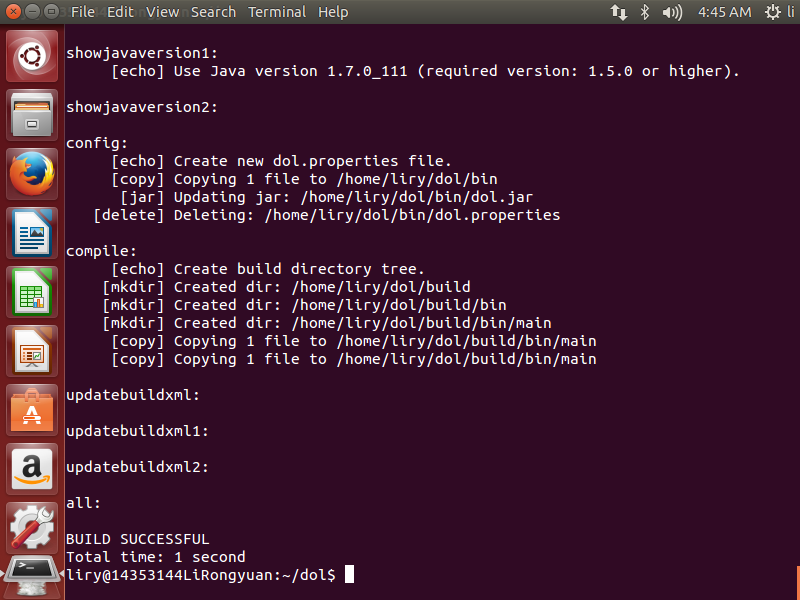 File Edit View Search Terminal Help 4:45 AM li
showjavaversion1:
[echo] Use Java version 1.7.0_111 (required version: 1.5.0 or higher).
showjavaversion2:
config:
[echo] Create new dol.properties file.
[copy] Copying 1 file to /home/liry/dol/bin
[jar] Updating jar: /home/liry/dol/bin/dol.jar
[delete] Deleting: /home/liry/dol/bin/dol.properties
compile:
[echo] Create build directory tree.
[mkdir] Created dir: /home/liry/dol/build
[mkdir] Created dir: /home/liry/dol/build/bin
[mkdir] Created dir: /home/liry/dol/build/bin/main
[copy] Copying 1 file to /home/liry/dol/build/bin/main
[copy] Copying 1 file to /home/liry/dol/build/bin/main
updatebuildxml:
updatebuildxml1:
updatebuildxml2:
all:
BUILD SUCCESSFUL
Total time: 1 second
liry@14353144LiRongyuan:~/dol$